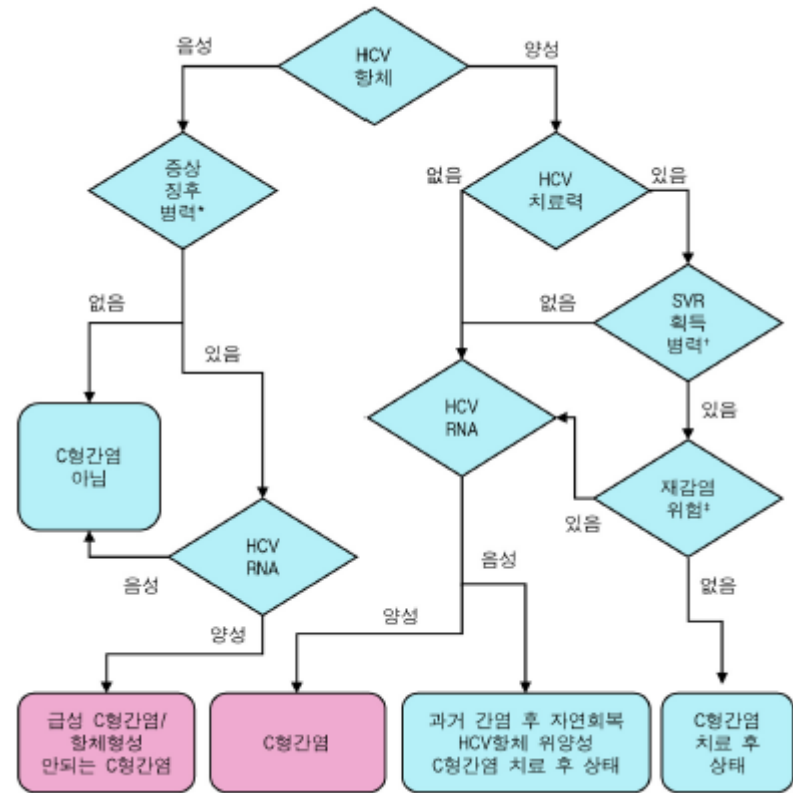 HCV
항체
음성
양성
증상
징후
병력*
HCV
치료력
없음
있음
없음
있음
없음
SVR
획득
병력†
있음
C형간염
아님
HCV
RNA
있음
재감염
위험‡
HCV
RNA
음성
양성
음성
양성
없음
급성 C형간염/
항체형성
안되는 C형간염
C형간염
과거 간염 후 자연회복
HCV항체 위양성
C형간염 치료 후 상태
C형간염
치료 후
상태